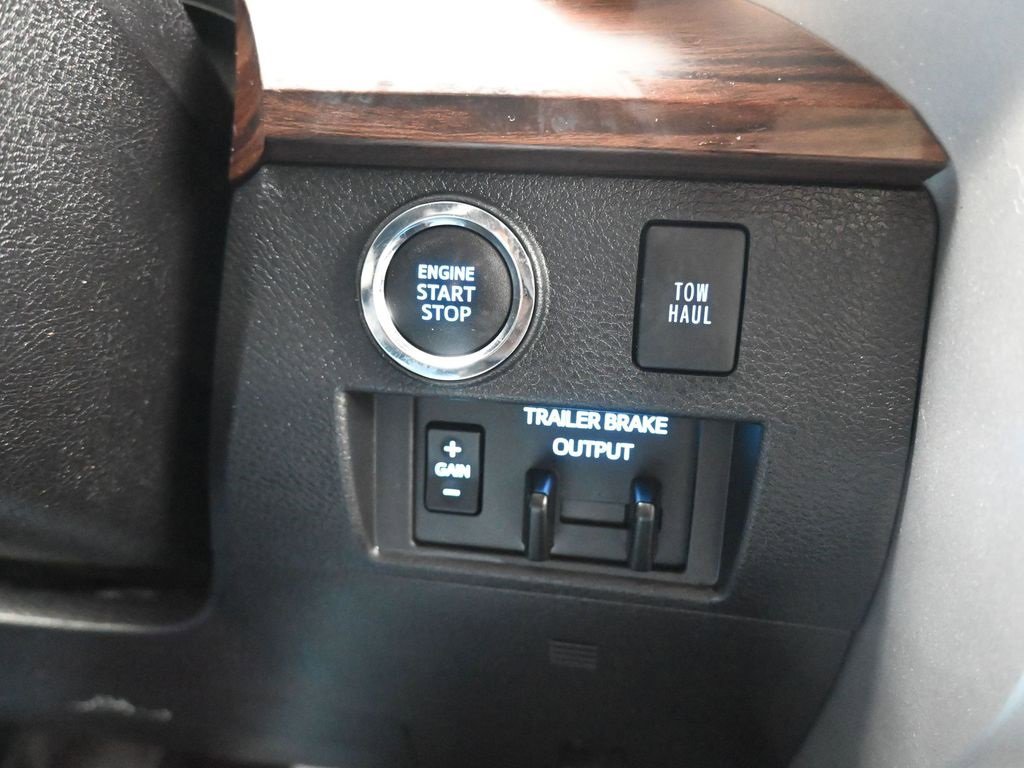 ENGINE
START
STOP
TOW
HAUL
TRAILER BRAKE
OUTPUT
+
GAIN
-